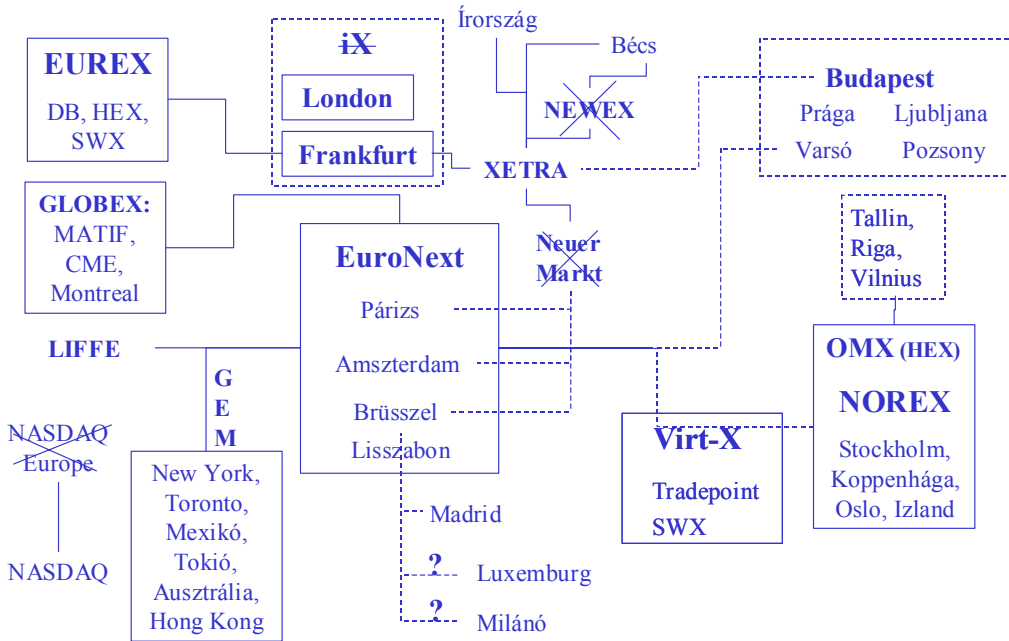 EUREX
DB, HEX,
SWX
iX
London
Frankfurt
Írország
Bécs
NEWEX
XETRA
Neuer
Markt
Budapest
Prága Ljubljana
Varsó Pozsony
GLOBEX:
MATIF,
CME,
Montreal
EuroNext
Párizs
Amszterdam
Brüsszel
Lisszabon
Tallin,
Riga,
Vilnius
OMX (HEX)
NOREX
Stockholm,
Koppenhága,
Oslo, Izland
LIFFE
G
E
M
NASDAQ
Europe
NASDAQ
New York,
Toronto,
Mexikó,
Tokió,
Ausztrália,
Hong Kong
Virt-X
Tradepoint
SWX
Madrid
? Luxemburg
? Milánó